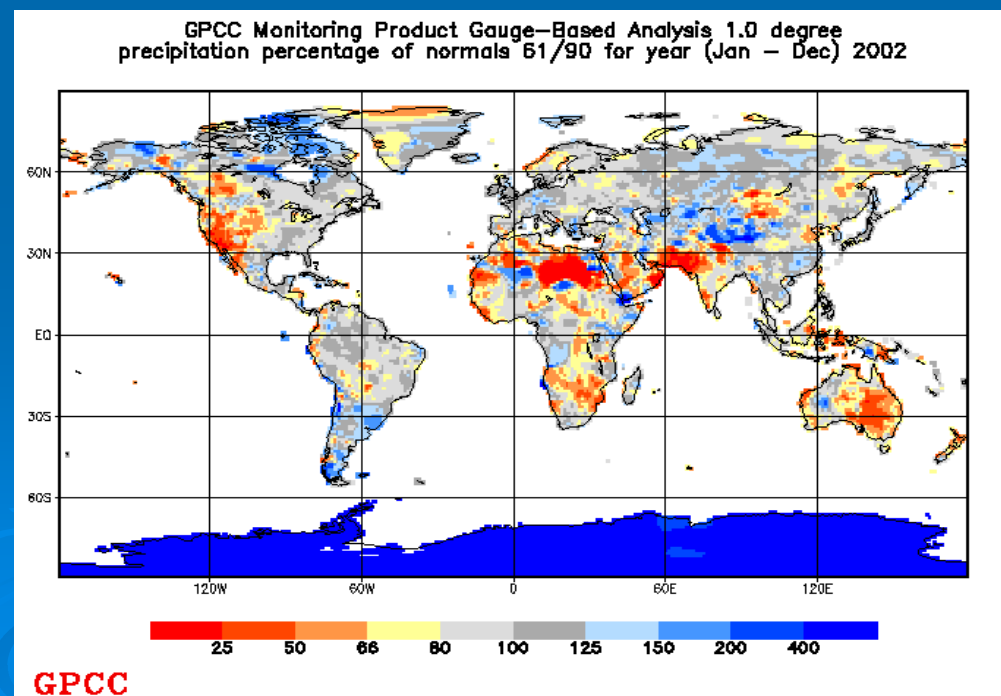 GPCC Monitoring Product Gauge-Based Analysis 1.0 degree
precipitation percentage of normals 61/90 for year (Jan - Dec) 2002
60N
30N
EQ
30S
60S
120W 60W 0 60E 120E
25 50 66 80 100 125 150 200 400
GPCC